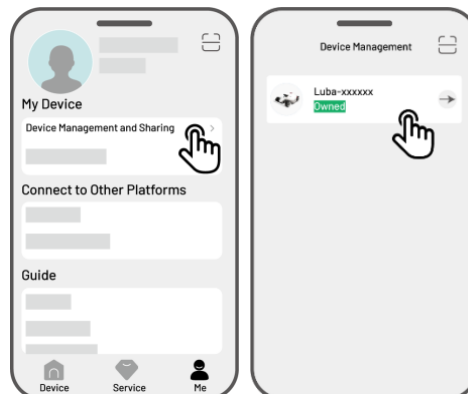 My Device
Device Management and Sharing
Connect to Other Platforms
Guide
Device
Service
Me
Device Management
Luba-xxxxxx
Owned